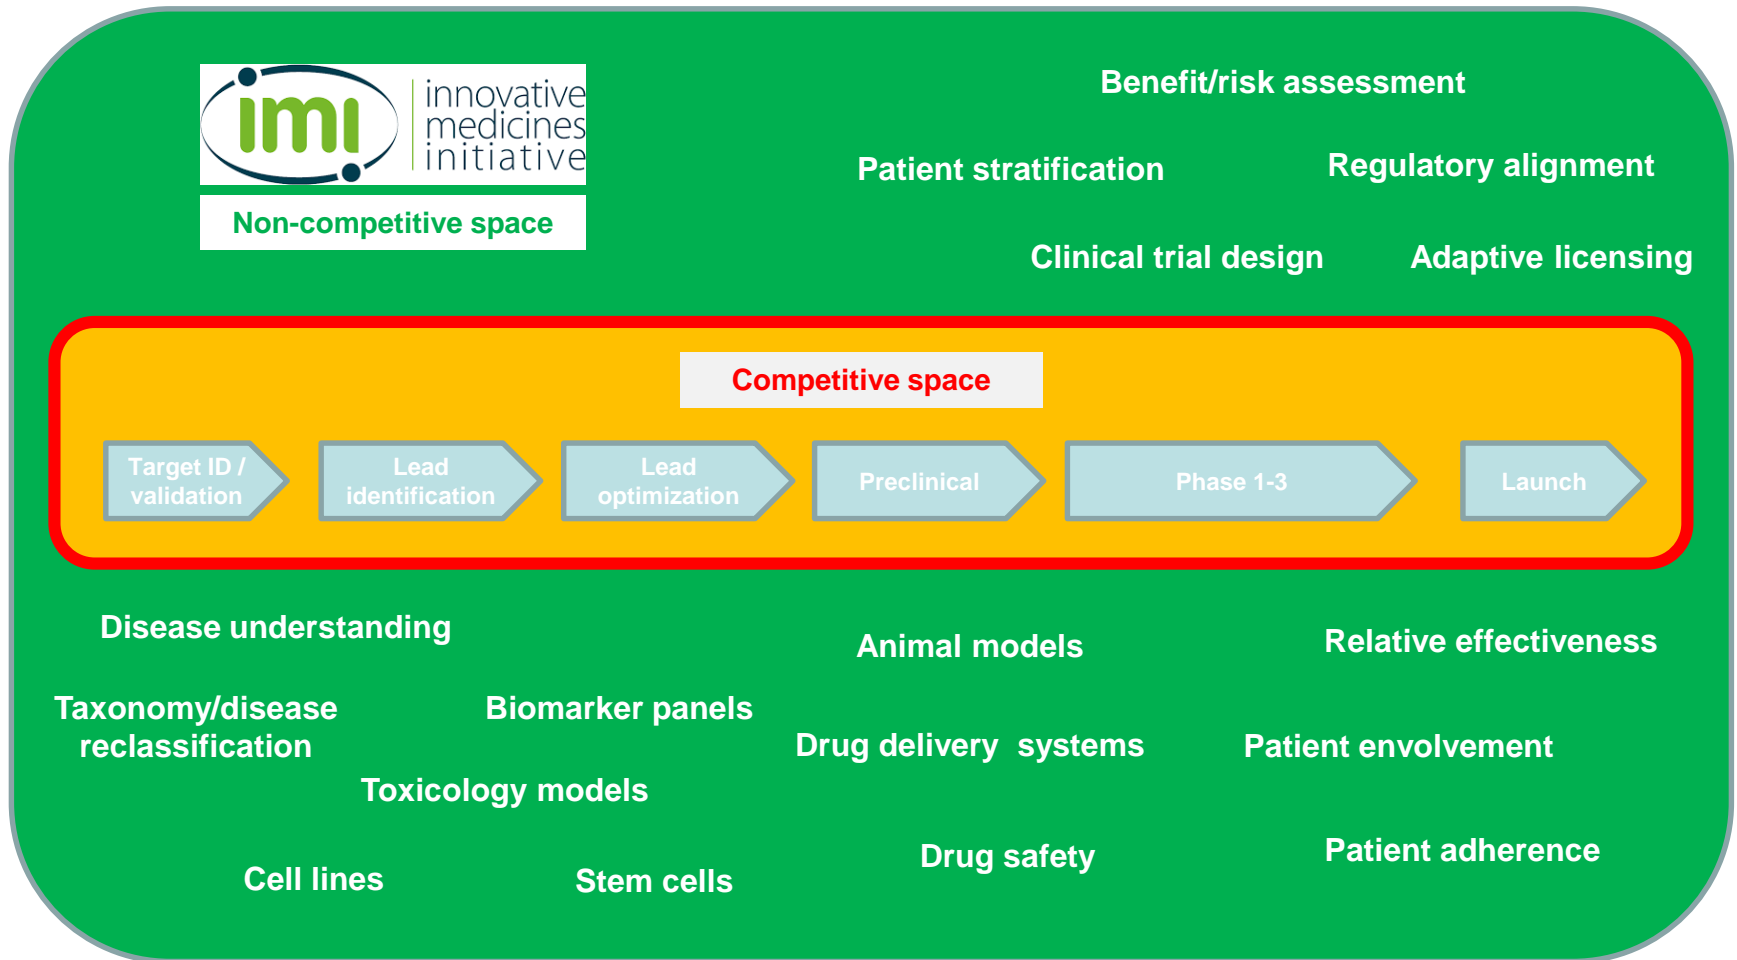 imi
innovative
medicines
initiative
Non-competitive space
Benefit/risk assessment
Patient stratification
Regulatory alignment
Clinical trial design
Adaptive licensing
Competitive space
Target ID /
validation
Lead
identification
Lead
optimization
Preclinical
Phase 1-3
Launch
Disease understanding
Animal models
Relative effectiveness
Taxonomy/disease
reclassification
Biomarker panels
Drug delivery  systems
Patient envolvement
Toxicology models
Drug safety
Patient adherence
Cell lines
Stem cells